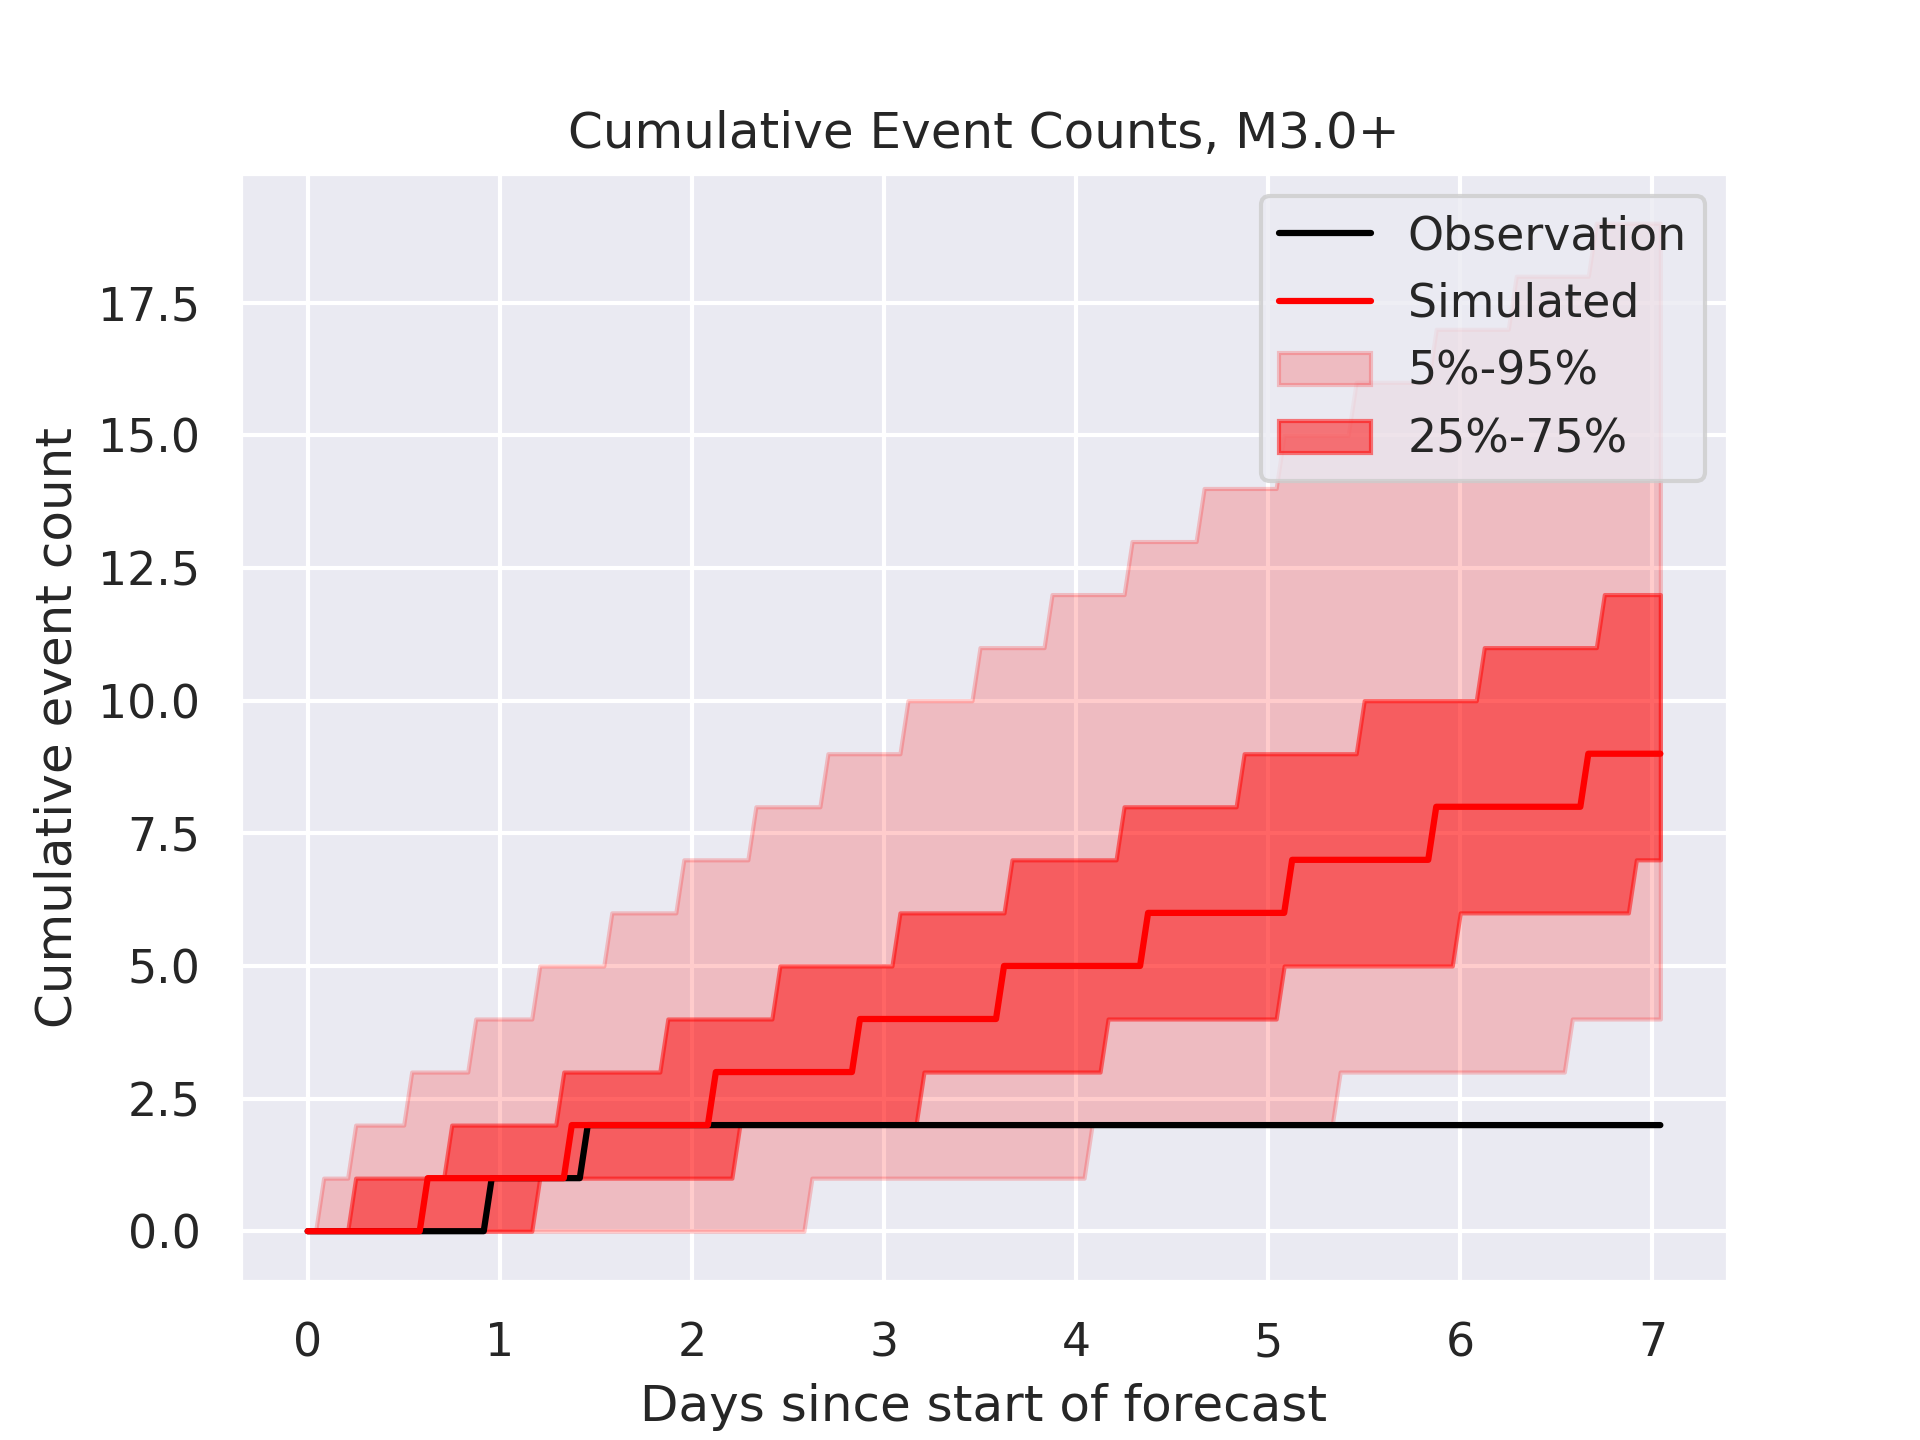 Cumulative Event Counts, M3.0+
Observation
Simulated
5%-95%
25%-75%
Cumulative event count
17.5
15.0
12.5
10.0
7.5
5.0
2.5
0.0
0 1 2 3 4 5 6 7
Days since start of forecast